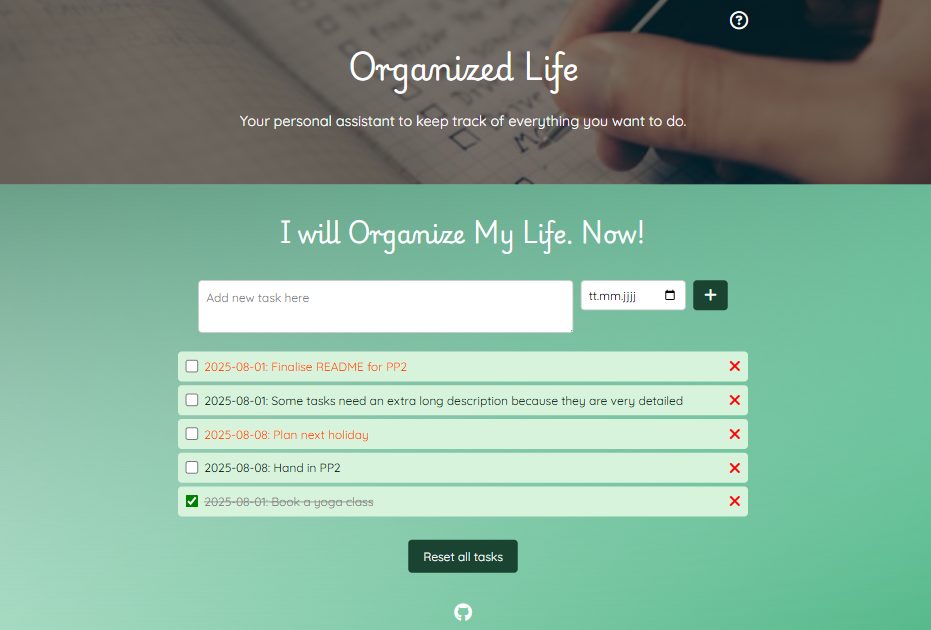 Organized Life
Your personal assistant to keep track of everything you want to do.
I will Organize My Life. Now!
Add new task here
tt.mm.jjjj
2025-08-01: Finalise README for PP2
2025-08-01: Some tasks need an extra long description because they are very detailed
2025-08-08: Plan next holiday
2025-08-08: Hand in PP2
2025-08-01: Book a yoga class
Reset all tasks